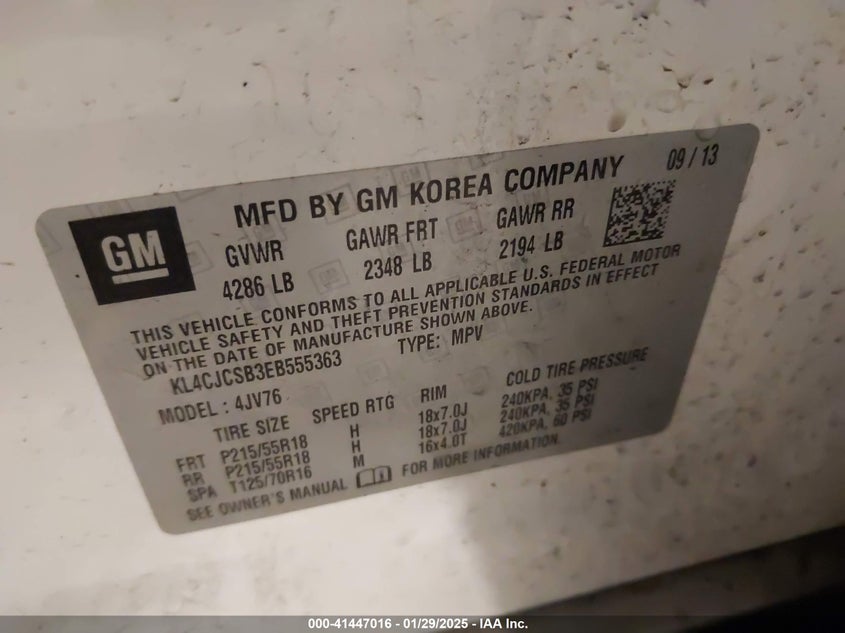 GM
MFD BY GM KOREA COMPANY 09 / 13
GVWR GAWR FRT GAWR RR
4286 LB 2348 LB 2194 LB
THIS VEHICLE CONFORMS TO ALL APPLICABLE U.S. FEDERAL MOTOR
VEHICLE SAFETY AND THEFT PREVENTION STANDARDS IN EFFECT
ON THE DATE OF MANUFACTURE SHOWN ABOVE.
KL4CJCSB3EB555363 TYPE: MPV
MODEL : 4JV76
TIRE SIZE SPEED RTG RIM COLD TIRE PRESSURE
FRT P215/55R18 H 18x7.0J 240KPA, 35 PSI
RR P215/55R18 H 18x7.0J 240KPA, 35 PSI
SPA T125/70R16 M 16x4.0T 420KPA, 60 PSI
SEE OWNER'S MANUAL FOR MORE INFORMATION.
000-41447016 - 01/29/2025 - IAA Inc.